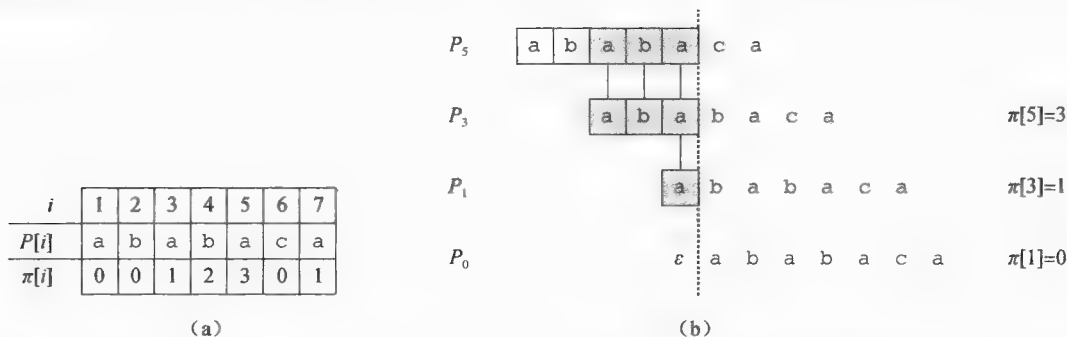 i 1 2 3 4 5 6 7
P[i] a b a b a c a
π[i] 0 0 1 2 3 0 1
(a)
P₅ a b a b a c a
P₃ a b a b a c a π[5]=3
P₁ a b a b a c a π[3]=1
P₀ ε a b a b a c a π[1]=0
(b)